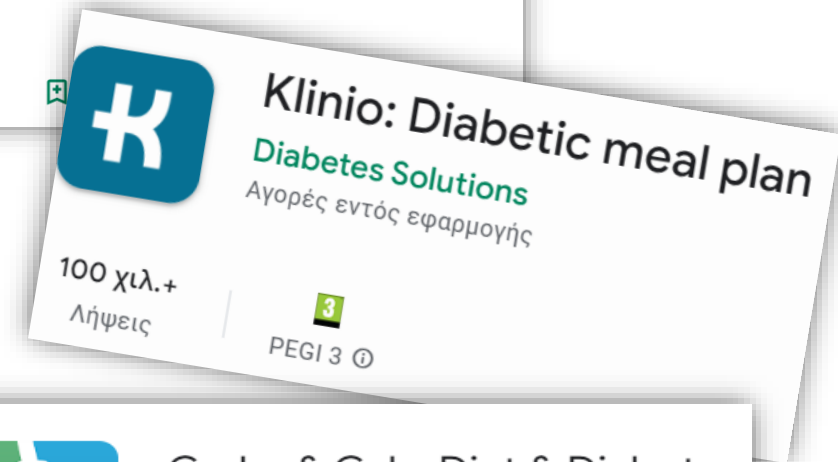 Klinio: Diabetic meal plan
Diabetes Solutions
Αγορές εντός εφαρμογής
100 χιλ.+
Λήψεις
3
PEGI 3